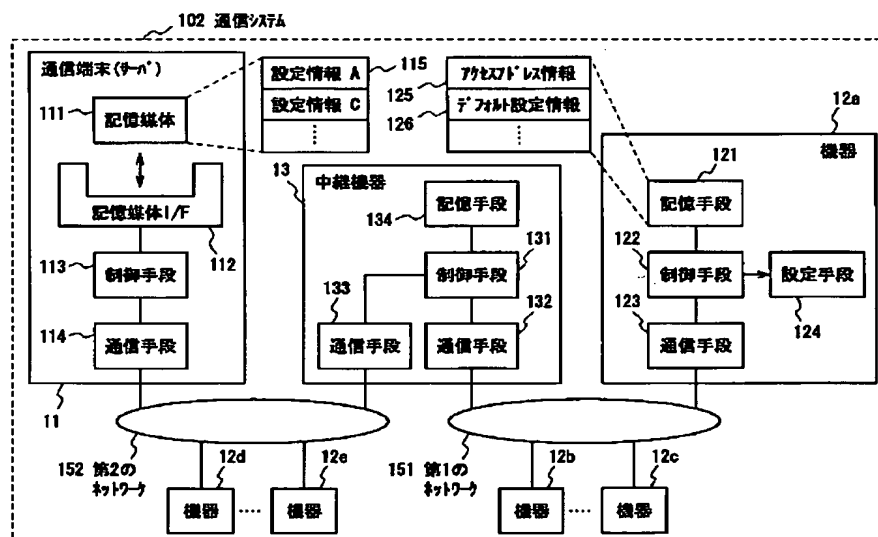 102 通信システム
通信端末(サーバ)
111
記憶媒体
記憶媒体I/F
112
113
制御手段
114
通信手段
11
設定情報 A
設定情報 C
⋮
115
125
126
アクセスアドレス情報
デフォルト設定情報
⋮
13
中継機器
記憶手段
134
131
制御手段
133
132
通信手段
通信手段
12a
機器
121
記憶手段
122
制御手段
設定手段
124
123
通信手段
152 第2の
ネットワーク
12d
12e
機器 ‥‥ 機器
151 第1の
ネットワーク
12b
12c
機器 ‥‥ 機器